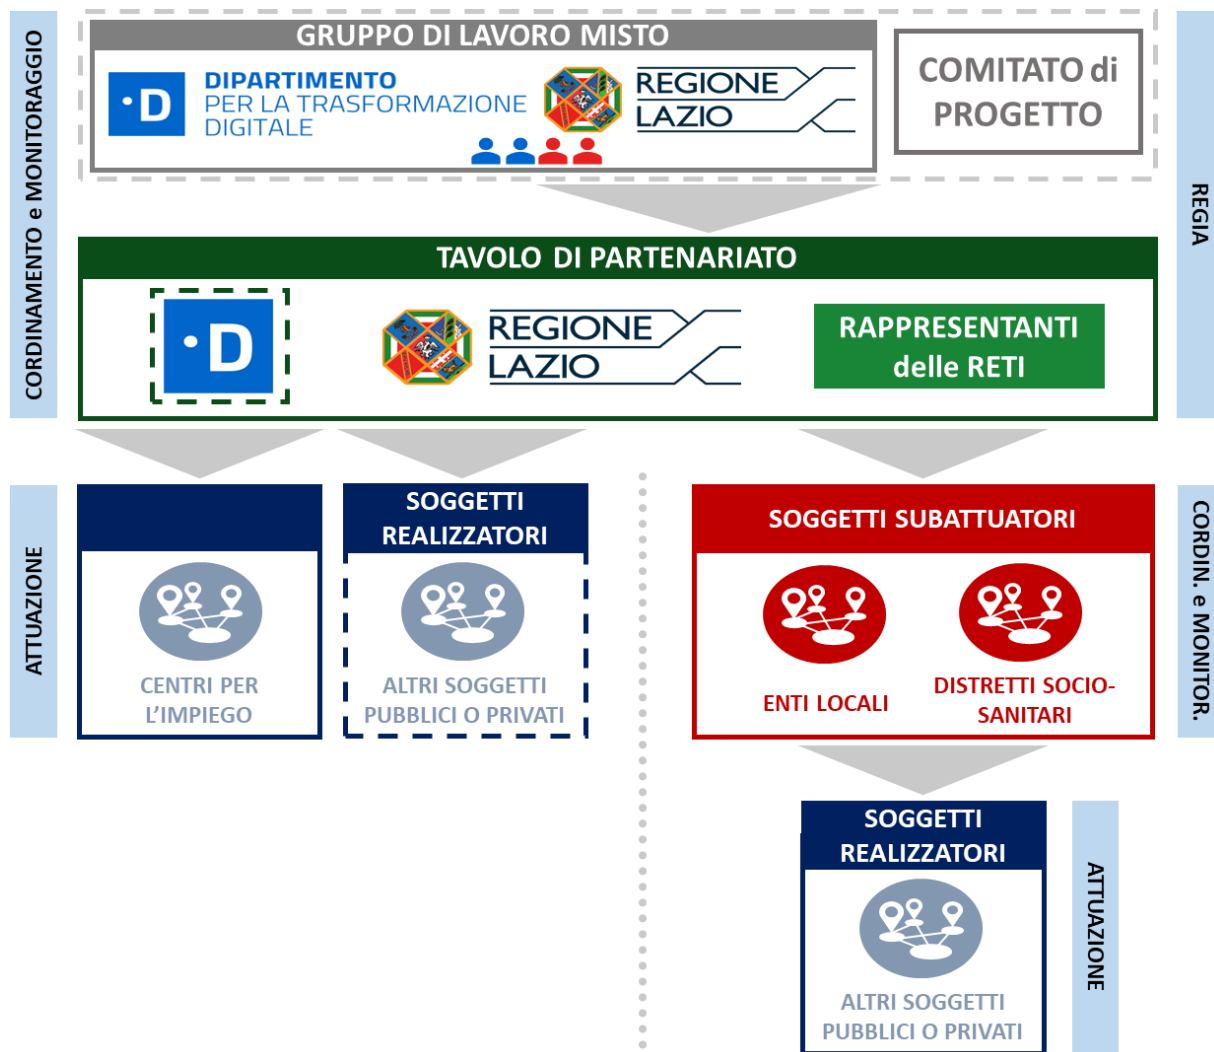 CORDINAMENTO e MONITORAGGIO
GRUPPO DI LAVORO MISTO
•D
DIPARTIMENTO
PER LA TRASFORMAZIONE
DIGITALE
REGIONE
LAZIO
COMITATO di
PROGETTO
REGIA
TAVOLO DI PARTENARIATO
•D
REGIONE
LAZIO
RAPPRESENTANTI
delle RETI
ATTUAZIONE
CENTRI PER
L’IMPIEGO
SOGGETTI
REALIZZATORI
ALTRI SOGGETTI
PUBBLICI O PRIVATI
SOGGETTI SUBATTUATORI
ENTI LOCALI
DISTRETTI SOCIO-
SANITARI
CORDIN. e MONITOR.
SOGGETTI
REALIZZATORI
ALTRI SOGGETTI
PUBBLICI O PRIVATI
ATTUAZIONE